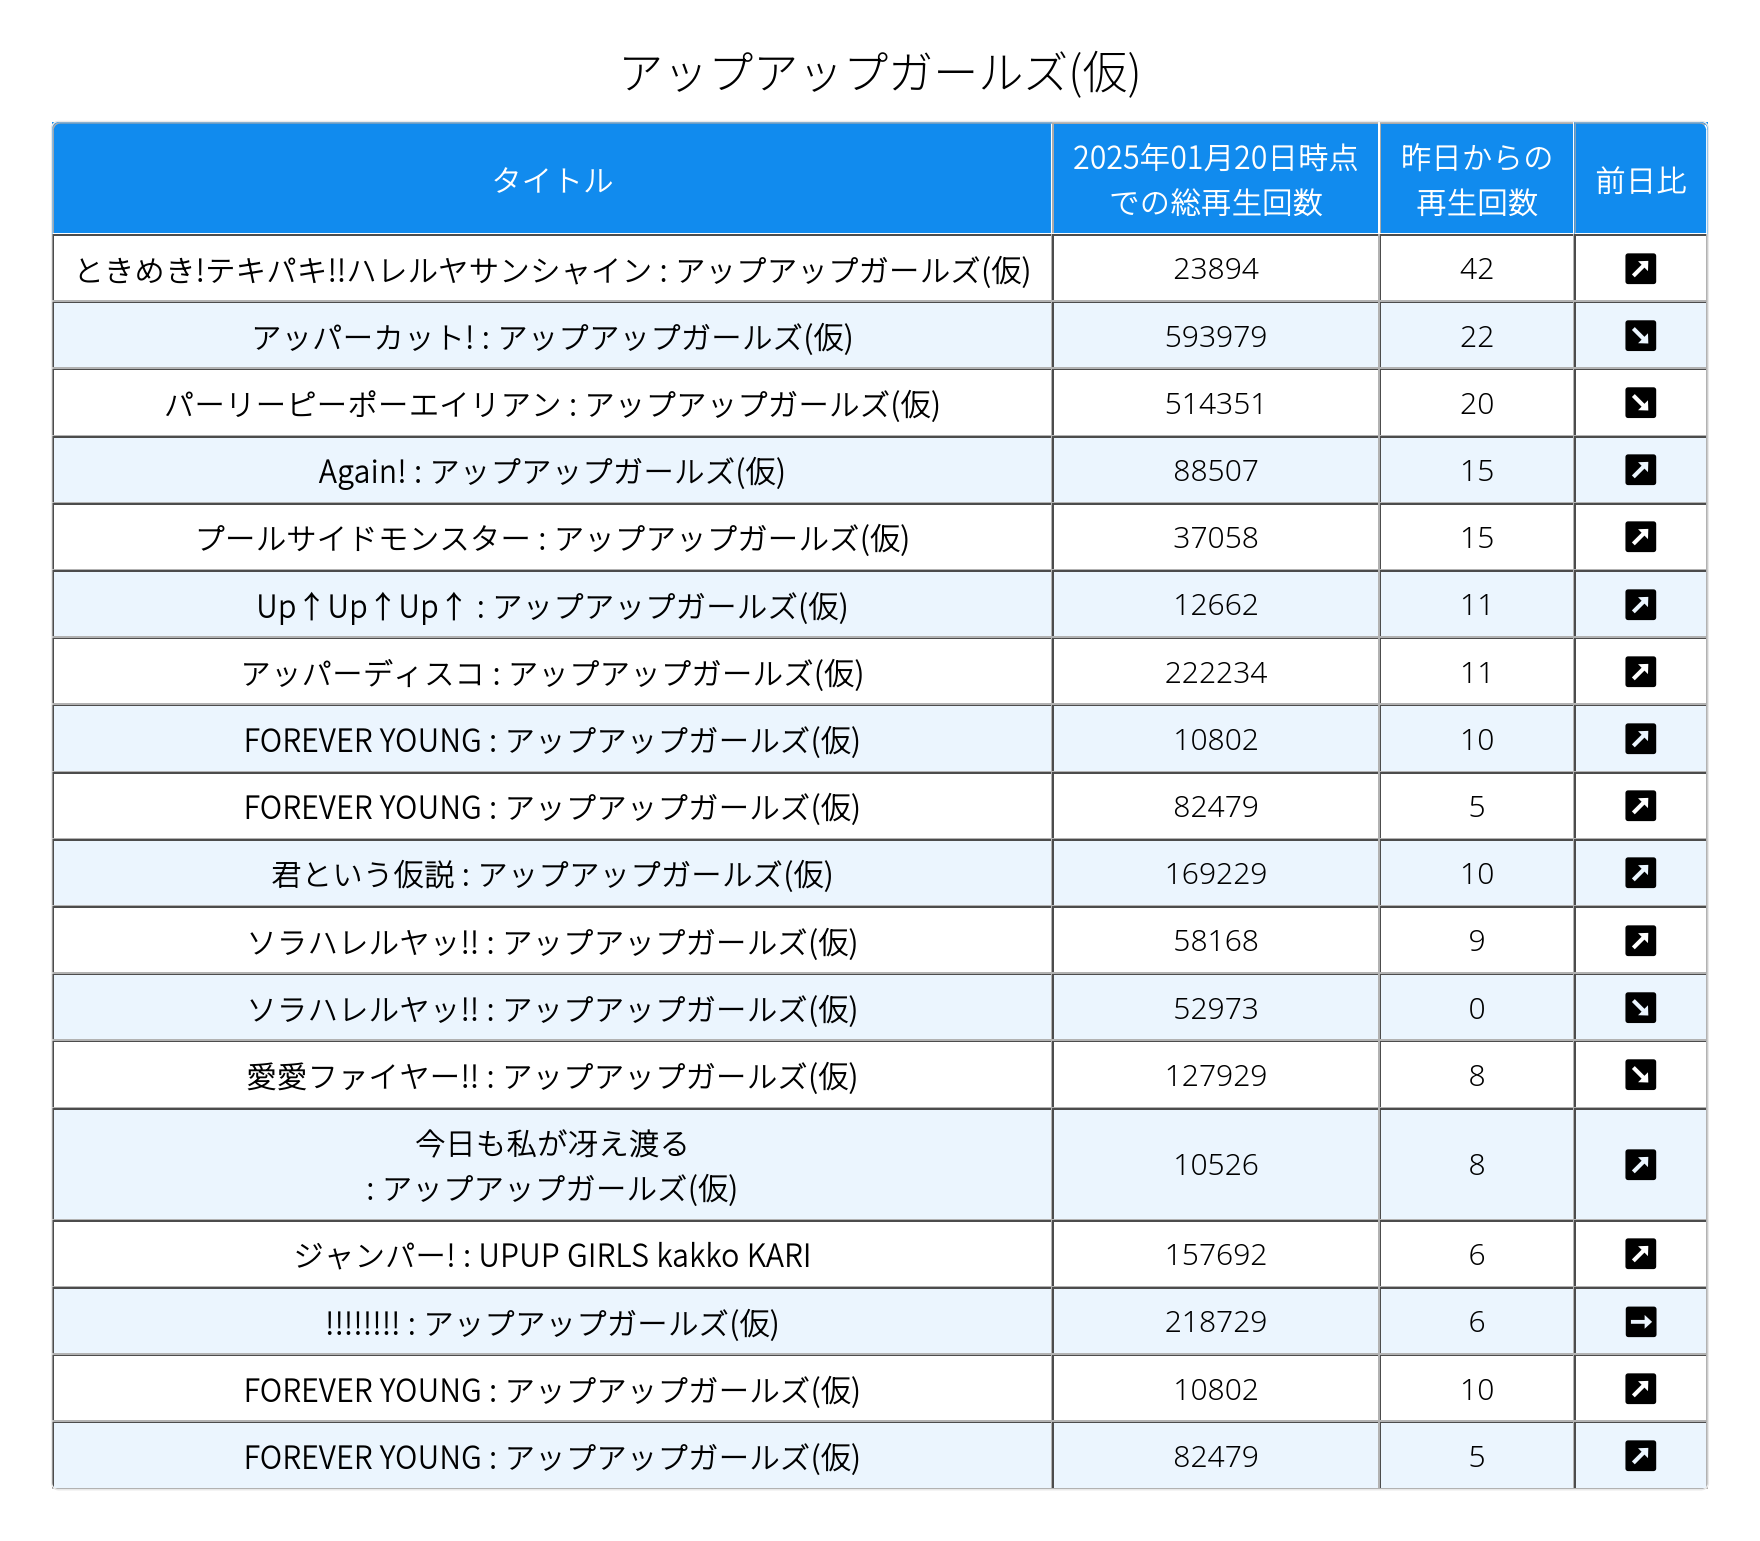 アップアップガールズ(仮)
タイトル
2025年01月20日時点
での総再生回数
昨日からの
再生回数
前日比
ときめき!テキパキ!!ハレルヤサンシャイン : アップアップガールズ(仮) 23894 42 ↗
アッパーカット! : アップアップガールズ(仮) 593979 22 ↘
パーリーピーポーエイリアン : アップアップガールズ(仮) 514351 20 ↘
Again! : アップアップガールズ(仮) 88507 15 ↗
プールサイドモンスター : アップアップガールズ(仮) 37058 15 ↗
Up↑Up↑Up↑ : アップアップガールズ(仮) 12662 11 ↗
アッパーディスコ : アップアップガールズ(仮) 222234 11 ↗
FOREVER YOUNG : アップアップガールズ(仮) 10802 10 ↗
FOREVER YOUNG : アップアップガールズ(仮) 82479 5 ↗
君という仮説 : アップアップガールズ(仮) 169229 10 ↗
ソラハレルヤッ!! : アップアップガールズ(仮) 58168 9 ↗
ソラハレルヤッ!! : アップアップガールズ(仮) 52973 0 ↘
愛愛ファイヤー!! : アップアップガールズ(仮) 127929 8 ↘
今日も私が冴え渡る
: アップアップガールズ(仮) 10526 8 ↗
ジャンパー! : UPUP GIRLS kakko KARI 157692 6 ↗
!!!!!!!! : アップアップガールズ(仮) 218729 6 →
FOREVER YOUNG : アップアップガールズ(仮) 10802 10 ↗
FOREVER YOUNG : アップアップガールズ(仮) 82479 5 ↗